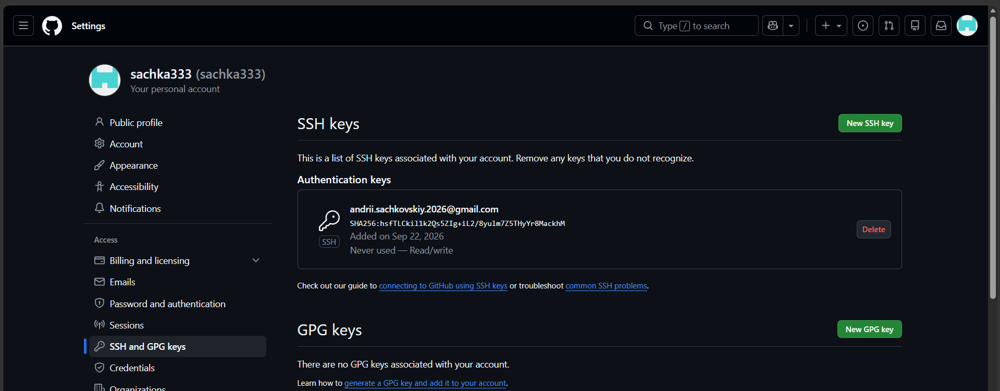 Settings
Type / to search
sachka333 (sachka333)
Your personal account
Public profile
Account
Appearance
Accessibility
Notifications
Access
Billing and licensing
Emails
Password and authentication
Sessions
SSH and GPG keys
Credentials
Organizations
SSH keys
New SSH key
This is a list of SSH keys associated with your account. Remove any keys that you do not recognize.
Authentication keys
andrii.sachkovskiy.2026@gmail.com
SHA256:hsfTLCkil1k2Qs5ZIg+iL2/8yulm7Z5THyYr8MackhM
Added on Sep 22, 2026
Never used — Read/write
SSH
Delete
Check out our guide to connecting to GitHub using SSH keys or troubleshoot common SSH problems.
GPG keys
New GPG key
There are no GPG keys associated with your account.
Learn how to generate a GPG key and add it to your account.